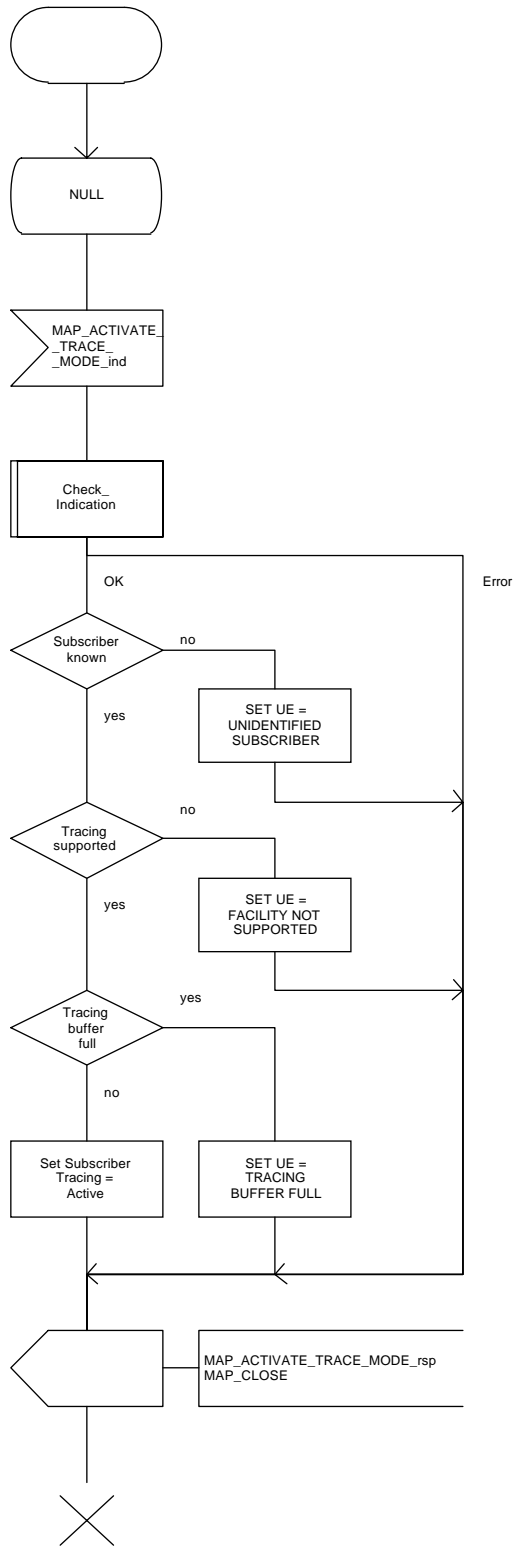 NULL
MAP_ACTIVATE_
_TRACE_
_MODE_ind
Check_
Indication
OK
Error
Subscriber
known
no
yes
SET UE =
UNIDENTIFIED
SUBSCRIBER
Tracing
supported
no
yes
SET UE =
FACILITY NOT
SUPPORTED
Tracing
buffer
full
yes
no
Set Subscriber
Tracing =
Active
SET UE =
TRACING
BUFFER FULL
MAP_ACTIVATE_TRACE_MODE_rsp
MAP_CLOSE